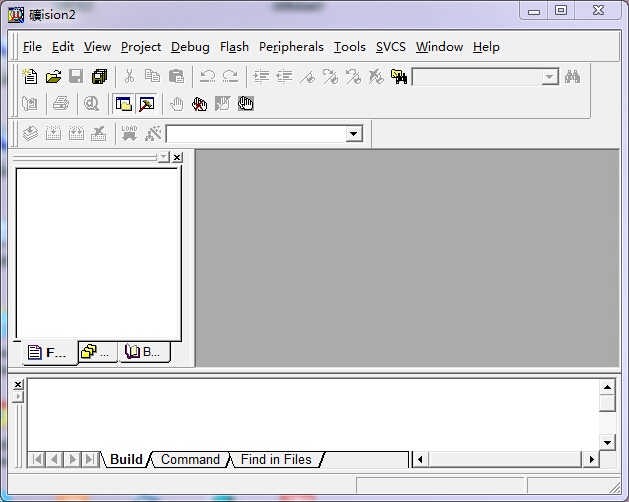 礦ision2
File Edit View Project Debug Flash Peripherals Tools SVCS Window Help
LOAD
F...
...
B...
Build Command Find in Files